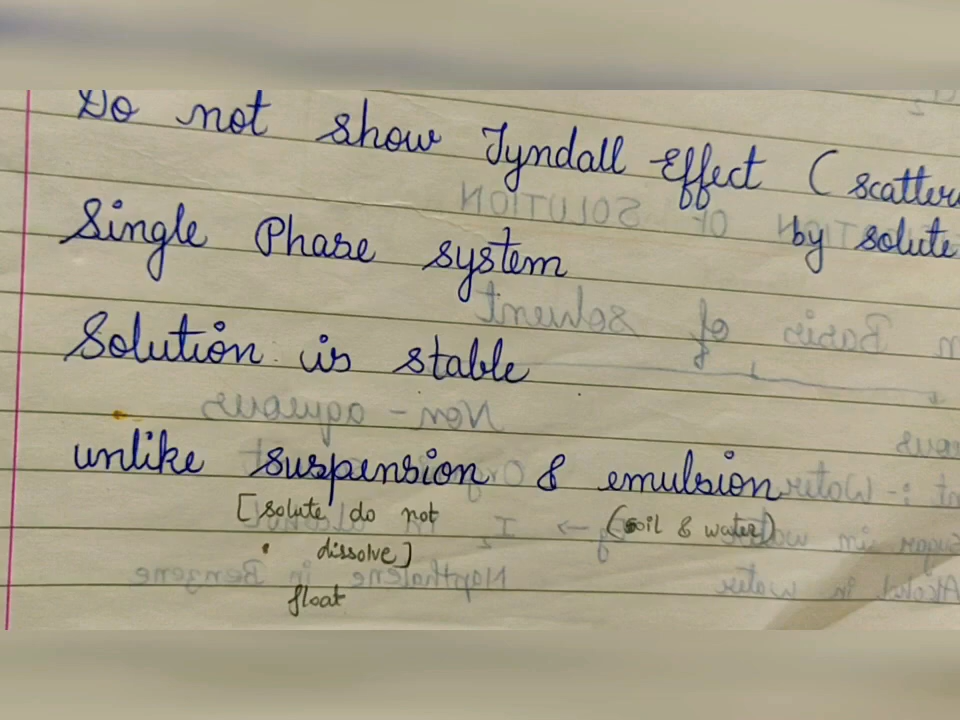 Do not show Tyndall Effect (scatter
by solute
Single Phase system
Solution is stable
unlike suspension & emulsion
[solute do not (soil & water)
dissolve]
float